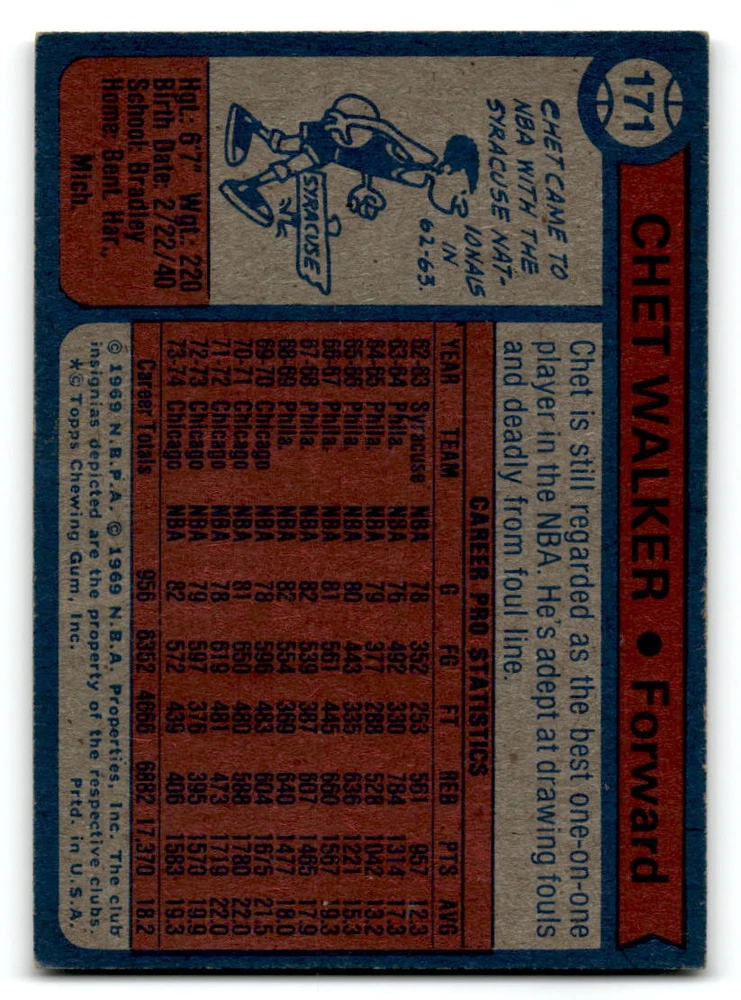 171
CHET WALKER • Forward
CHET CAME TO
NBA WITH THE
SYRACUSE NAT-
IONALS
IN
62-63.
SYRACUSE
Hgt.: 6'7" Wgt.: 220
Birth Date: 2/22/40
School: Bradley
Home: Bent. Har.,
Mich.
Chet is still regarded as the best one-on-one
player in the NBA. He's adept at drawing fouls
and deadly from foul line.
CAREER PRO STATISTICS
YEAR TEAM G FG FT REB PTS AVG
62-63 Syracuse NBA 78 352 253 561 957 12.3
63-64 Phila. NBA 76 492 330 784 1314 17.3
64-65 Phila. NBA 79 377 288 528 1042 13.2
65-66 Phila. NBA 80 443 335 636 1221 15.3
66-67 Phila. NBA 81 561 445 660 1567 19.3
67-68 Phila. NBA 82 539 387 607 1465 17.9
68-69 Phila. NBA 82 554 369 640 1477 18.0
69-70 Chicago NBA 78 596 483 604 1675 21.5
70-71 Chicago NBA 81 650 480 588 1780 22.0
71-72 Chicago NBA 78 619 481 473 1719 22.0
72-73 Chicago NBA 79 597 376 395 1570 19.9
73-74 Chicago NBA 82 572 439 406 1583 19.3
Career Totals 956 6352 4666 6882 17,370 18.2
© 1969 N.B.P.A. © 1969 N.B.A. Properties, Inc. The club
insignias depicted are the property of the respective clubs.
*© Topps Chewing Gum, Inc. Prtd. in U.S.A.